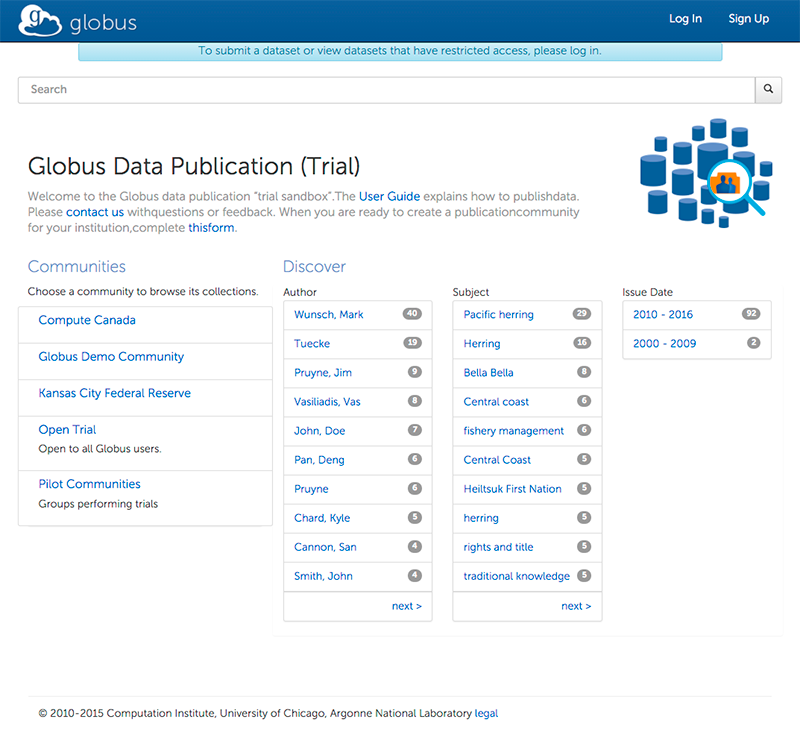 globus
Log In
Sign Up
To submit a dataset or view datasets that have restricted access, please log in.
Search
Globus Data Publication (Trial)
Welcome to the Globus data publication "trial sandbox".The User Guide explains how to publishdata.
Please contact us withquestions or feedback. When you are ready to create a publicationcommunity
for your institution,complete thisform.
Communities
Choose a community to browse its collections.
Compute Canada
Globus Demo Community
Kansas City Federal Reserve
Open Trial
Open to all Globus users.
Pilot Communities
Groups performing trials
Discover
Author
Wunsch, Mark 40
Tuecke 19
Pruyne, Jim 9
Vasiliadis, Vas 8
John, Doe 7
Pan, Deng 6
Pruyne 6
Chard, Kyle 5
Cannon, San 4
Smith, John 4
next >
Subject
Pacific herring 29
Herring 16
Bella Bella 8
Central coast 6
fishery management 6
Central Coast 5
Heiltsuk First Nation 5
herring 5
rights and title 5
traditional knowledge 5
next >
Issue Date
2010 - 2016 92
2000 - 2009 2
© 2010-2015 Computation Institute, University of Chicago, Argonne National Laboratory legal